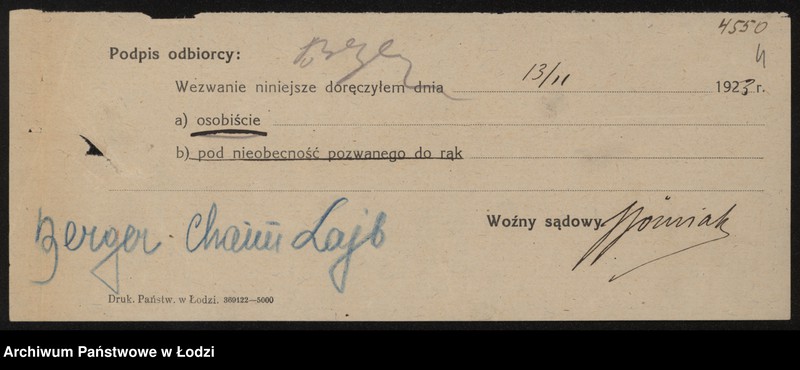 4550
4
Podpis odbiorcy:
Wezwanie niniejsze doręczyłem dnia 13/II 1923 r.
a) osobiście
b) pod nieobecność pozwanego do rąk
Woźny sądowy
Berger Chaim Lajb
Druk. Państw. w Łodzi. 360122—5000
Archiwum Państwowe w Łodzi